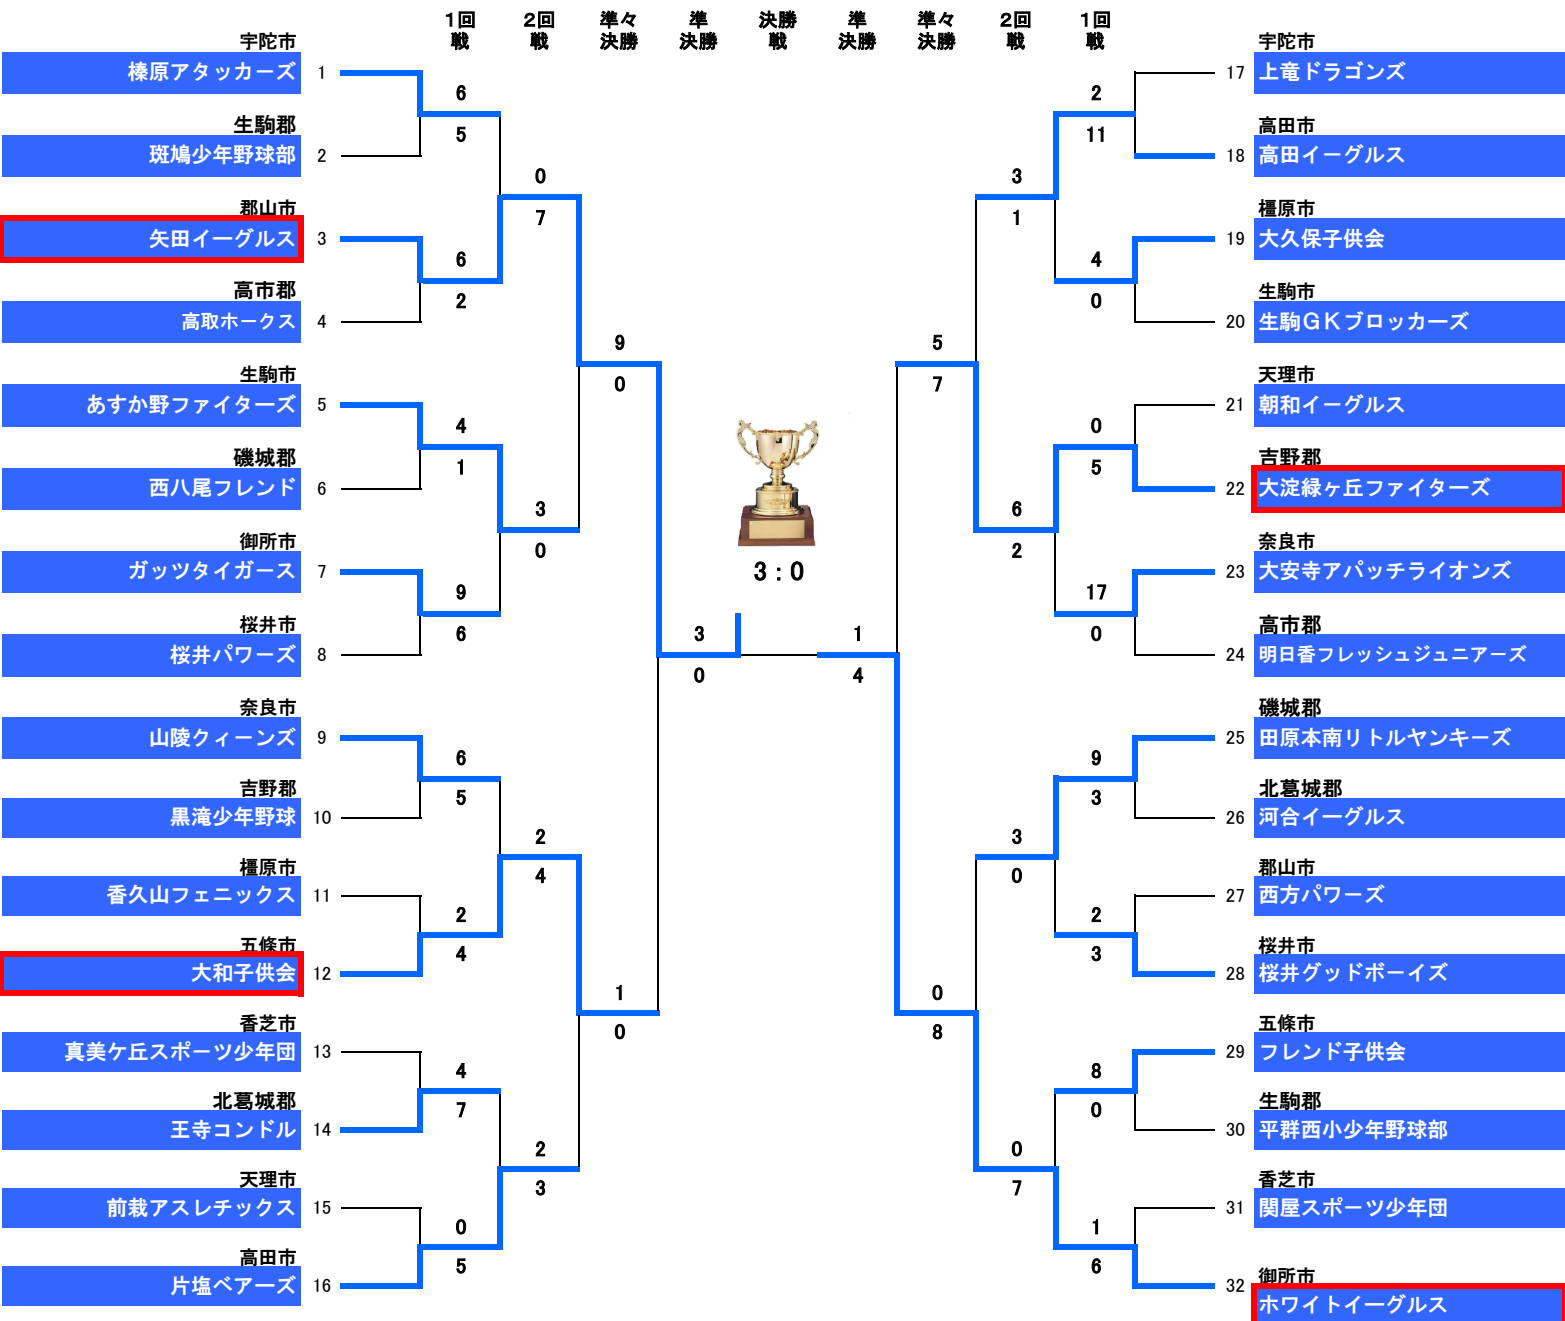 1回戦
2回戦
準々決勝
準決勝
決勝戦
準決勝
準々決勝
2回戦
1回戦
宇陀市
榛原アタッカーズ 1
生駒郡
斑鳩少年野球部 2
郡山市
矢田イーグルス 3
高市郡
高取ホークス 4
生駒市
あすか野ファイターズ 5
磯城郡
西八尾フレンド 6
御所市
ガッツタイガース 7
桜井市
桜井パワーズ 8
奈良市
山陵クィーンズ 9
吉野郡
黒滝少年野球 10
橿原市
香久山フェニックス 11
五條市
大和子供会 12
香芝市
真美ケ丘スポーツ少年団 13
北葛城郡
王寺コンドル 14
天理市
前栽アスレチックス 15
高田市
片塩ベアーズ 16
6
5
6
2
4
1
9
6
6
5
2
4
4
7
0
5
0
7
3
0
2
4
2
3
9
0
1
0
3
0
3：0
1
4
5
7
0
8
3
1
6
2
3
0
0
7
2
11
4
0
0
5
17
0
9
3
2
3
8
0
1
6
宇陀市
17 上竜ドラゴンズ
高田市
18 高田イーグルス
橿原市
19 大久保子供会
生駒市
20 生駒ＧＫブロッカーズ
天理市
21 朝和イーグルス
吉野郡
22 大淀緑ヶ丘ファイターズ
奈良市
23 大安寺アパッチライオンズ
高市郡
24 明日香フレッシュジュニアーズ
磯城郡
25 田原本南リトルヤンキーズ
北葛城郡
26 河合イーグルス
郡山市
27 西方パワーズ
桜井市
28 桜井グッドボーイズ
五條市
29 フレンド子供会
生駒郡
30 平群西小少年野球部
香芝市
31 関屋スポーツ少年団
御所市
32 ホワイトイーグルス